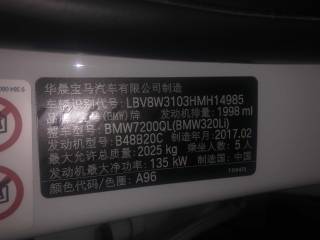 华晨宝马汽车有限公司制造
车辆识别代号: LBV8W3103HMH14985
品牌: 宝马(BMW)牌 发动机排量: 1998 ml
整车型号: BMW7200QL(BMW320Li)
发动机型号: B48B20C 制造年月: 2017.02
最大允许总质量: 2025 kg 乘坐人数: 5 人
发动机最大净功率: 135 kW 中国制造
颜色代码/色圈: A96